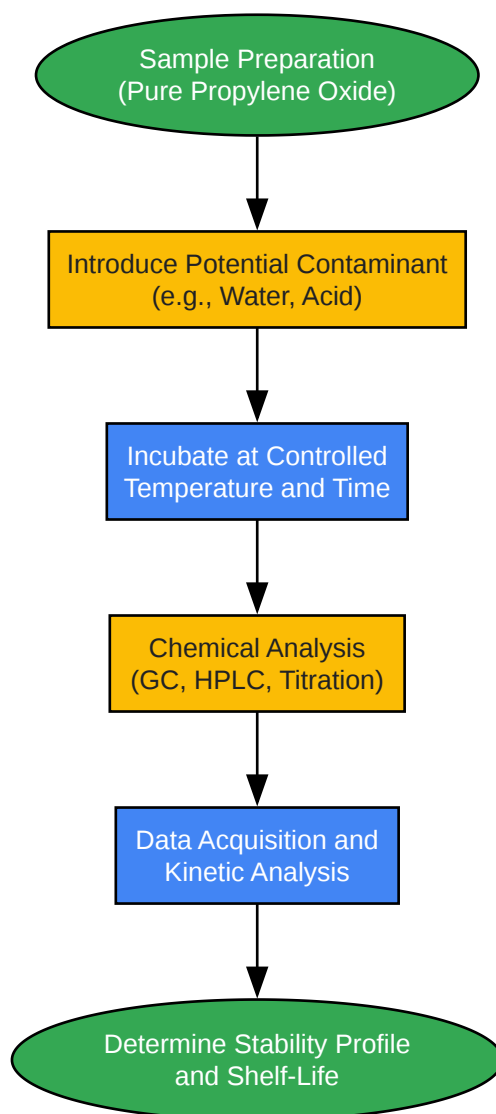 Sample Preparation
(Pure Propylene Oxide)
Introduce Potential Contaminant
(e.g., Water, Acid)
Incubate at Controlled
Temperature and Time
Chemical Analysis
(GC, HPLC, Titration)
Data Acquisition and
Kinetic Analysis
Determine Stability Profile
and Shelf-Life